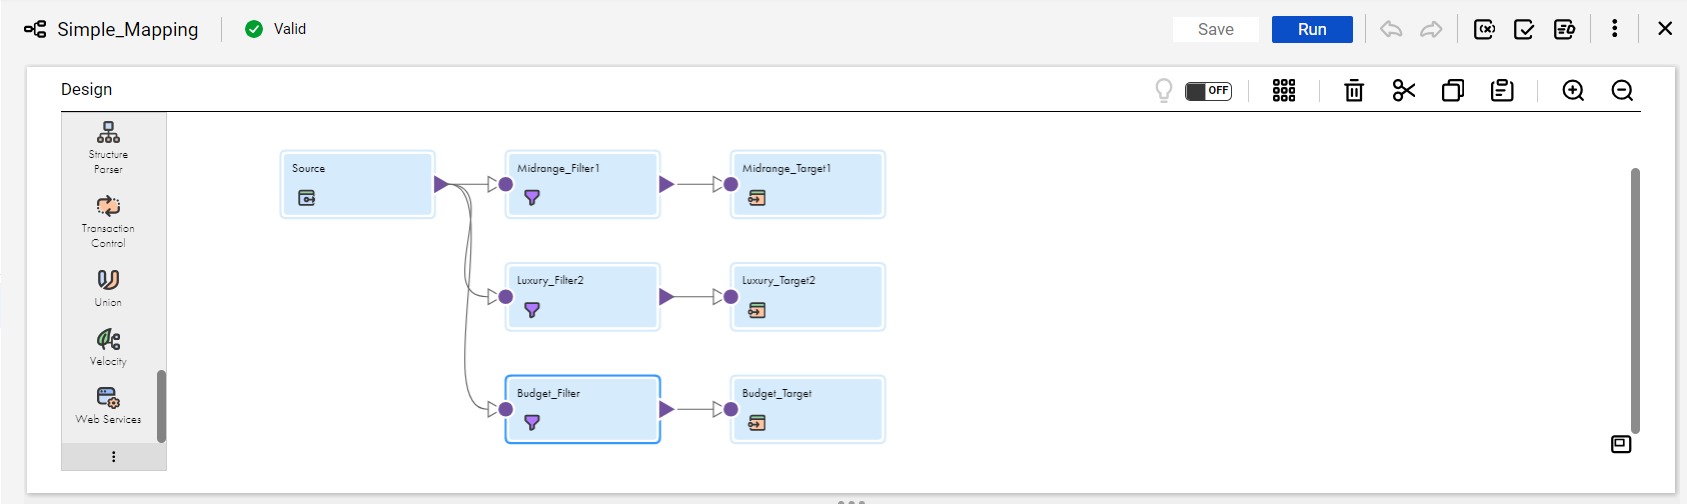 Simple_Mapping
Valid
Save
Run
Design
OFF
Structure
Parser
Transaction
Control
Union
Velocity
Web Services
Source
Midrange_Filter1
Midrange_Target1
Luxury_Filter2
Luxury_Target2
Budget_Filter
Budget_Target